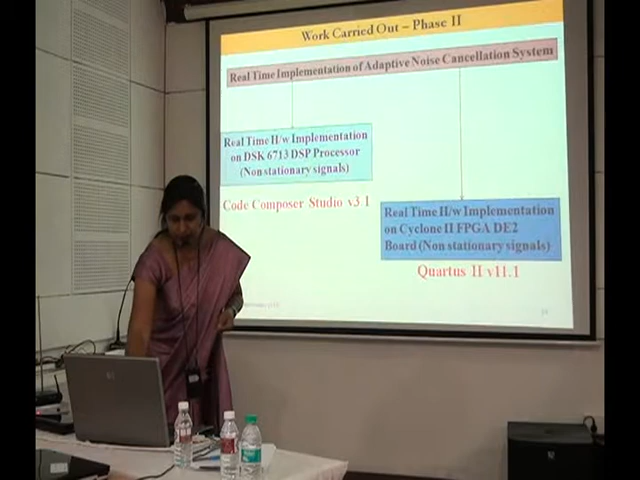 Work Carried Out – Phase II
Real Time Implementation of Adaptive Noise Cancellation System
Real Time H/w Implementation
on DSK 6713 DSP Processor
(Non stationary signals)
Code Composer Studio v3.1
Real Time H/w Implementation
on Cyclone II FPGA DE2
Board (Non stationary signals)
Quartus II v11.1
hp